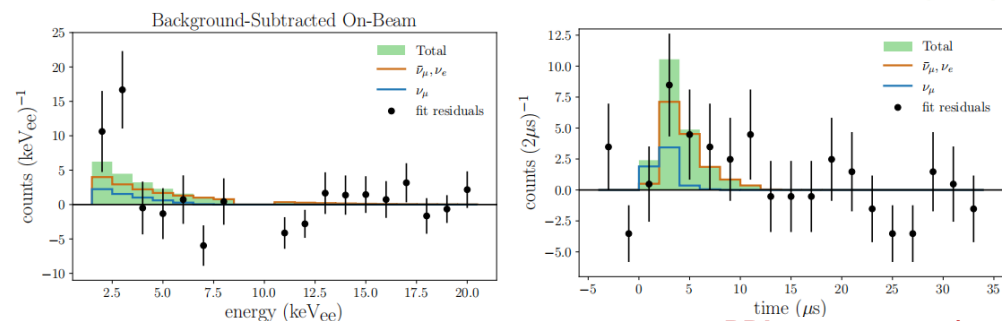 Background-Subtracted On-Beam
25
20
15
10
5
0
−5
−10
counts (keVee)⁻¹
Total
ν̄μ, νe
νμ
fit residuals
2.5 5.0 7.5 10.0 12.5 15.0 17.5 20.0
energy (keVee)
12.5
10.0
7.5
5.0
2.5
0.0
−2.5
−5.0
counts (2μs)⁻¹
Total
ν̄μ, νe
νμ
fit residuals
−5 0 5 10 15 20 25 30 35
time (μs)